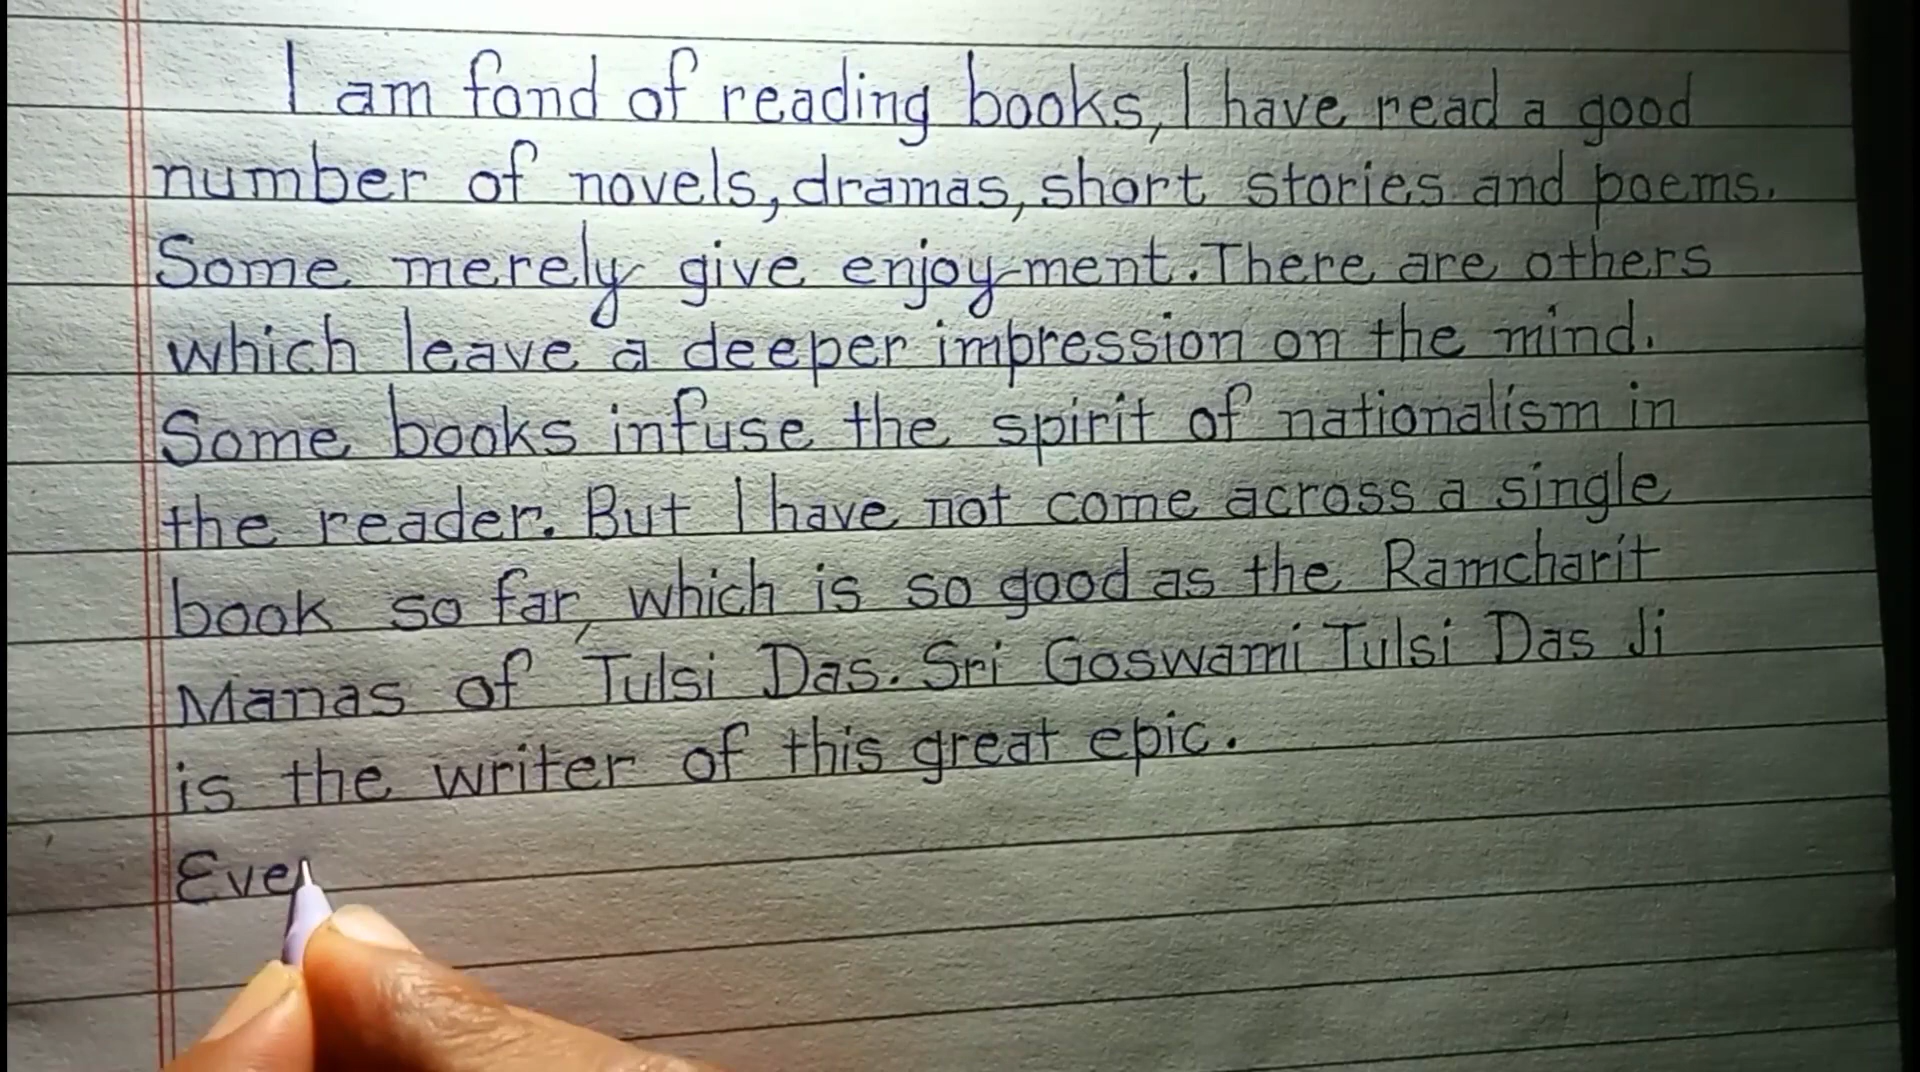 I am fond of reading books, I have read a good
number of novels, dramas, short stories and poems.
Some merely give enjoyment. There are others
which leave a deeper impression on the mind.
Some books infuse the spirit of nationalism in
the reader. But I have not come across a single
book so far, which is so good as the Ramcharit
Manas of Tulsi Das. Sri Goswami Tulsi Das Ji
is the writer of this great epic.
Eve